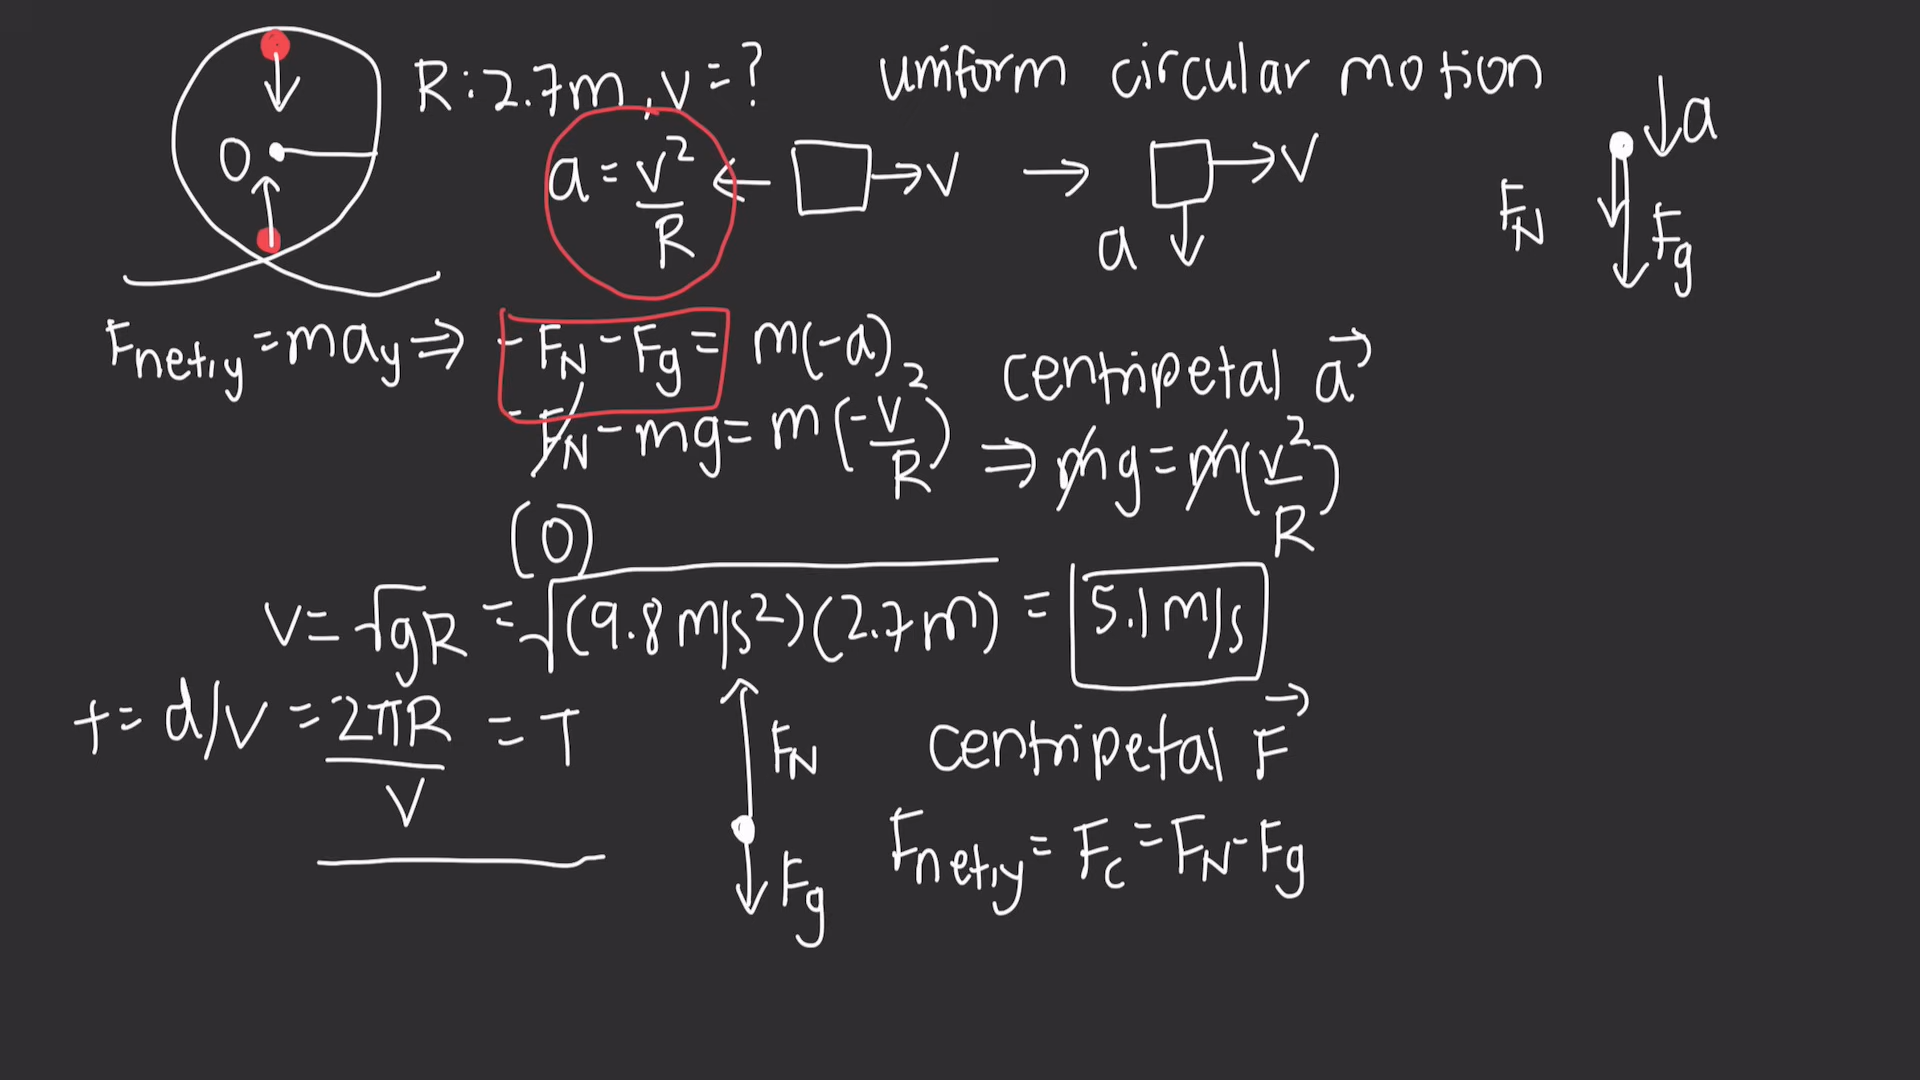 R:2.7m, v=?
uniform circular motion
O
a = v²/R
← □ → V → □ → V
a
↓a
F_N
F_g
F_net,y = ma_y ⇒ -F_N - F_g = m(-a)
centripetal a⃗
-F_N - mg = m(-v²/R) ⇒ mg = m(v²/R)
(0)
v = √gR = √(9.8 m/s²)(2.7m) = 5.1 m/s
t = d/v = 2πR/v = T
F_N
centripetal F⃗
F_g
F_net,y = F_c = F_N - F_g